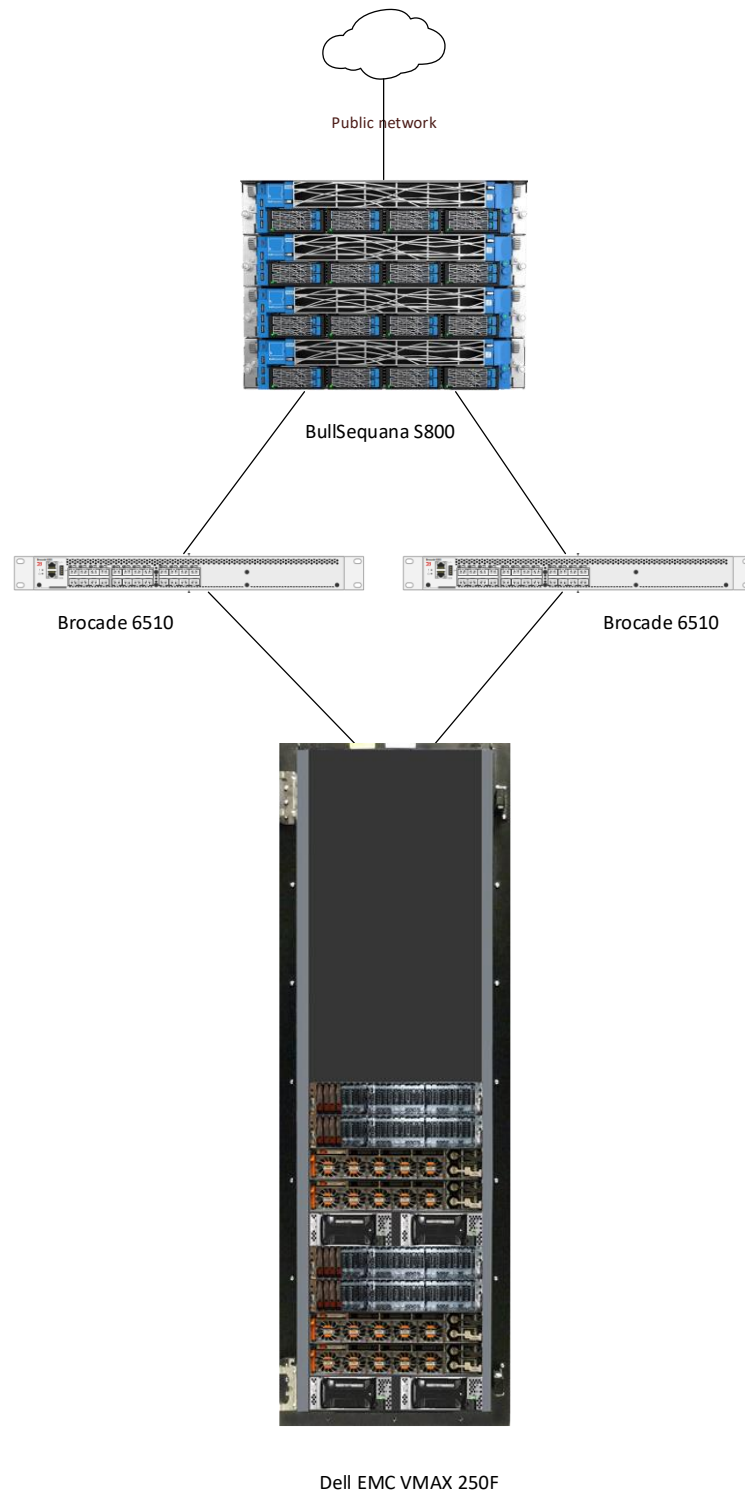 Public network
BullSequana S800
Brocade 6510
Brocade 6510
Dell EMC VMAX 250F